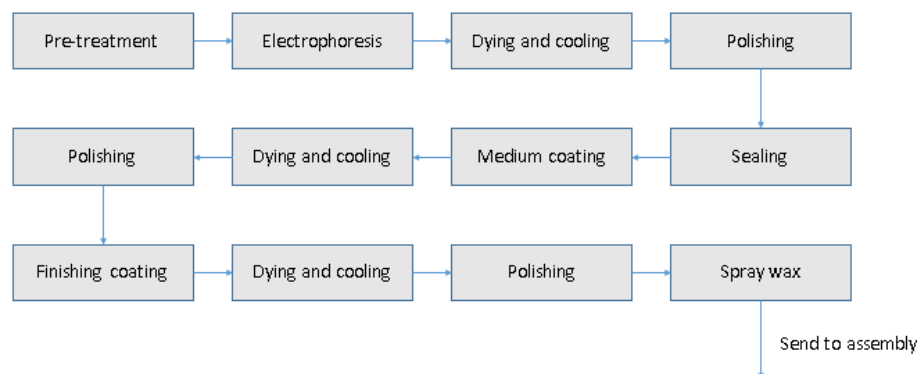 Pre-treatment
Electrophoresis
Dying and cooling
Polishing
Sealing
Medium coating
Dying and cooling
Polishing
Finishing coating
Dying and cooling
Polishing
Spray wax
Send to assembly